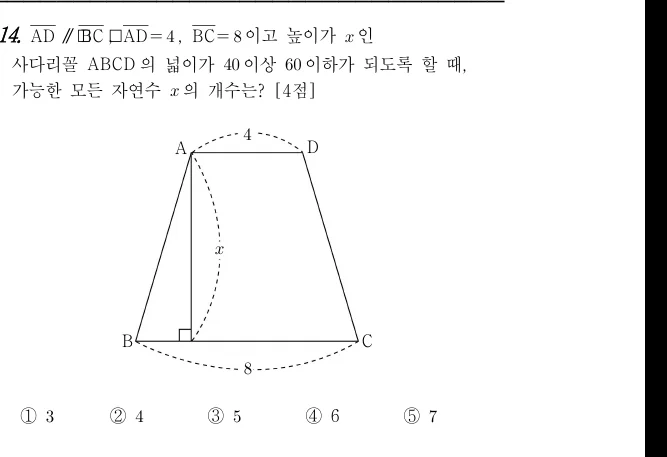 14. AD ∥ BC □AD=4, BC=8이고 높이가 x인
사다리꼴 ABCD의 넓이가 40이상 60이하가 되도록 할 때,
가능한 모든 자연수 x의 개수는? [4점]
4
A D
x
B C
8
① 3 ② 4 ③ 5 ④ 6 ⑤ 7